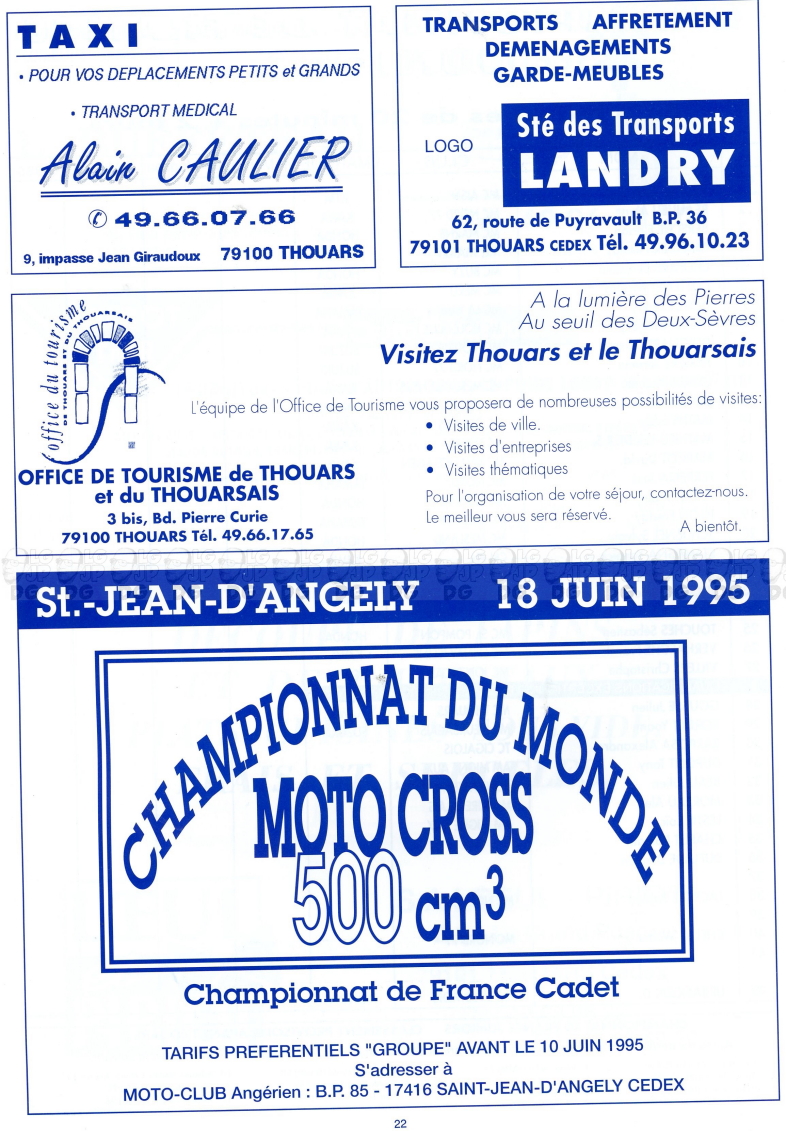 TAXI
• POUR VOS DEPLACEMENTS PETITS et GRANDS
• TRANSPORT MEDICAL
Alain CAULIER
✆ 49.66.07.66
9, impasse Jean Giraudoux 79100 THOUARS
TRANSPORTS AFFRETEMENT
DEMENAGEMENTS
GARDE-MEUBLES
LOGO
Sté des Transports
LANDRY
62, route de Puyravault B.P. 36
79101 THOUARS CEDEX Tél. 49.96.10.23
l'office du tourisme
DE THOUARS ET DU THOUARSAIS
OFFICE DE TOURISME de THOUARS
et du THOUARSAIS
3 bis, Bd. Pierre Curie
79100 THOUARS Tél. 49.66.17.65
A la lumière des Pierres
Au seuil des Deux-Sèvres
Visitez Thouars et le Thouarsais
L'équipe de l'Office de Tourisme vous proposera de nombreuses possibilités de visites:
• Visites de ville.
• Visites d'entreprises
• Visites thématiques
Pour l'organisation de votre séjour, contactez-nous.
Le meilleur vous sera réservé.
A bientôt.
St.-JEAN-D'ANGELY 18 JUIN 1995
CHAMPIONNAT DU MONDE
MOTO CROSS
500 cm³
Championnat de France Cadet
TARIFS PREFERENTIELS "GROUPE" AVANT LE 10 JUIN 1995
S'adresser à
MOTO-CLUB Angérien : B.P. 85 - 17416 SAINT-JEAN-D'ANGELY CEDEX
22